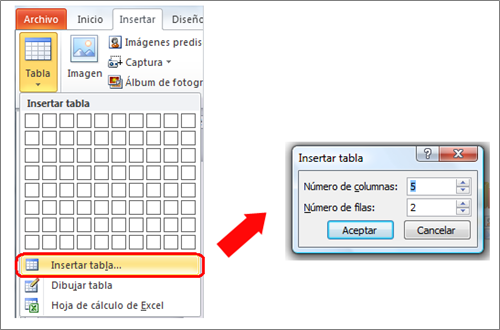 Archivo Inicio Insertar Diseño
Imágenes predis
Captura
Álbum de fotogr
Tabla Imagen
Insertar tabla
Insertar tabla...
Dibujar tabla
Hoja de cálculo de Excel
Insertar tabla
Número de columnas: 5
Número de filas: 2
Aceptar Cancelar